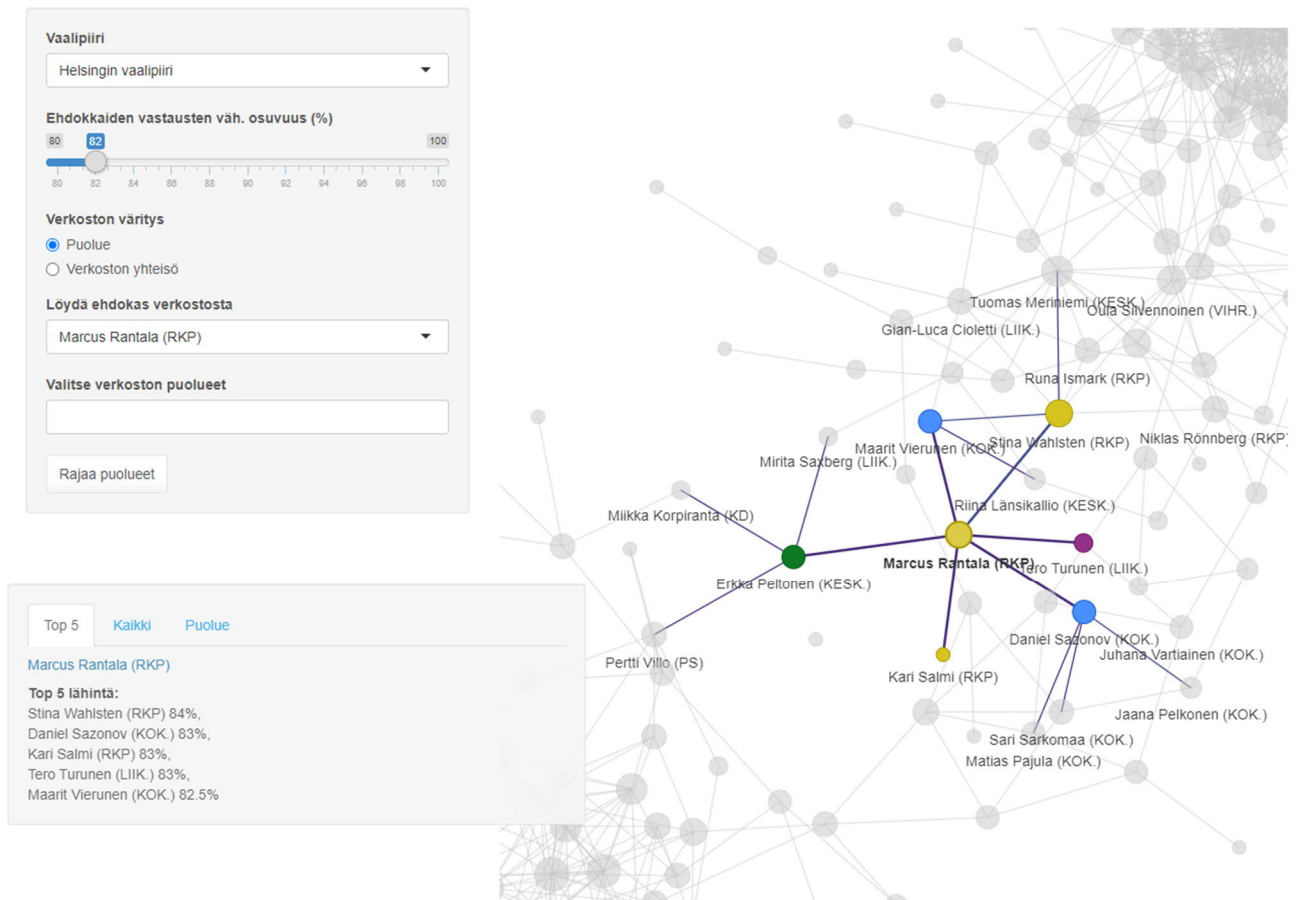 Vaalipiiri
Helsingin vaalipiiri
Ehdokkaiden vastausten väh. osuvuus (%)
80 82 100
80 82 84 86 88 90 92 94 96 98 100
Verkoston väritys
Puolue
Verkoston yhteisö
Löydä ehdokas verkostosta
Marcus Rantala (RKP)
Valitse verkoston puolueet
Rajaa puolueet
Top 5 Kaikki Puolue
Marcus Rantala (RKP)
Top 5 lähintä:
Stina Wahlsten (RKP) 84%,
Daniel Sazonov (KOK.) 83%,
Kari Salmi (RKP) 83%,
Tero Turunen (LIIK.) 83%,
Maarit Vierunen (KOK.) 82.5%
Tuomas Meriniemi (KESK.)
Oula Silvennoinen (VIHR.)
Gian-Luca Cioletti (LIIK.)
Runa Ismark (RKP)
Niklas Rönnberg (RKP)
Stina Wahlsten (RKP)
Maarit Vierunen (KOK.)
Mirita Saxberg (LIIK.)
Riina Länsikallio (KESK.)
Miikka Korpiranta (KD)
Marcus Rantala (RKP)
Tero Turunen (LIIK.)
Erkka Peltonen (KESK.)
Daniel Sazonov (KOK.)
Juhana Vartiainen (KOK.)
Pertti Villo (PS)
Kari Salmi (RKP)
Jaana Pelkonen (KOK.)
Sari Sarkomaa (KOK.)
Matias Pajula (KOK.)